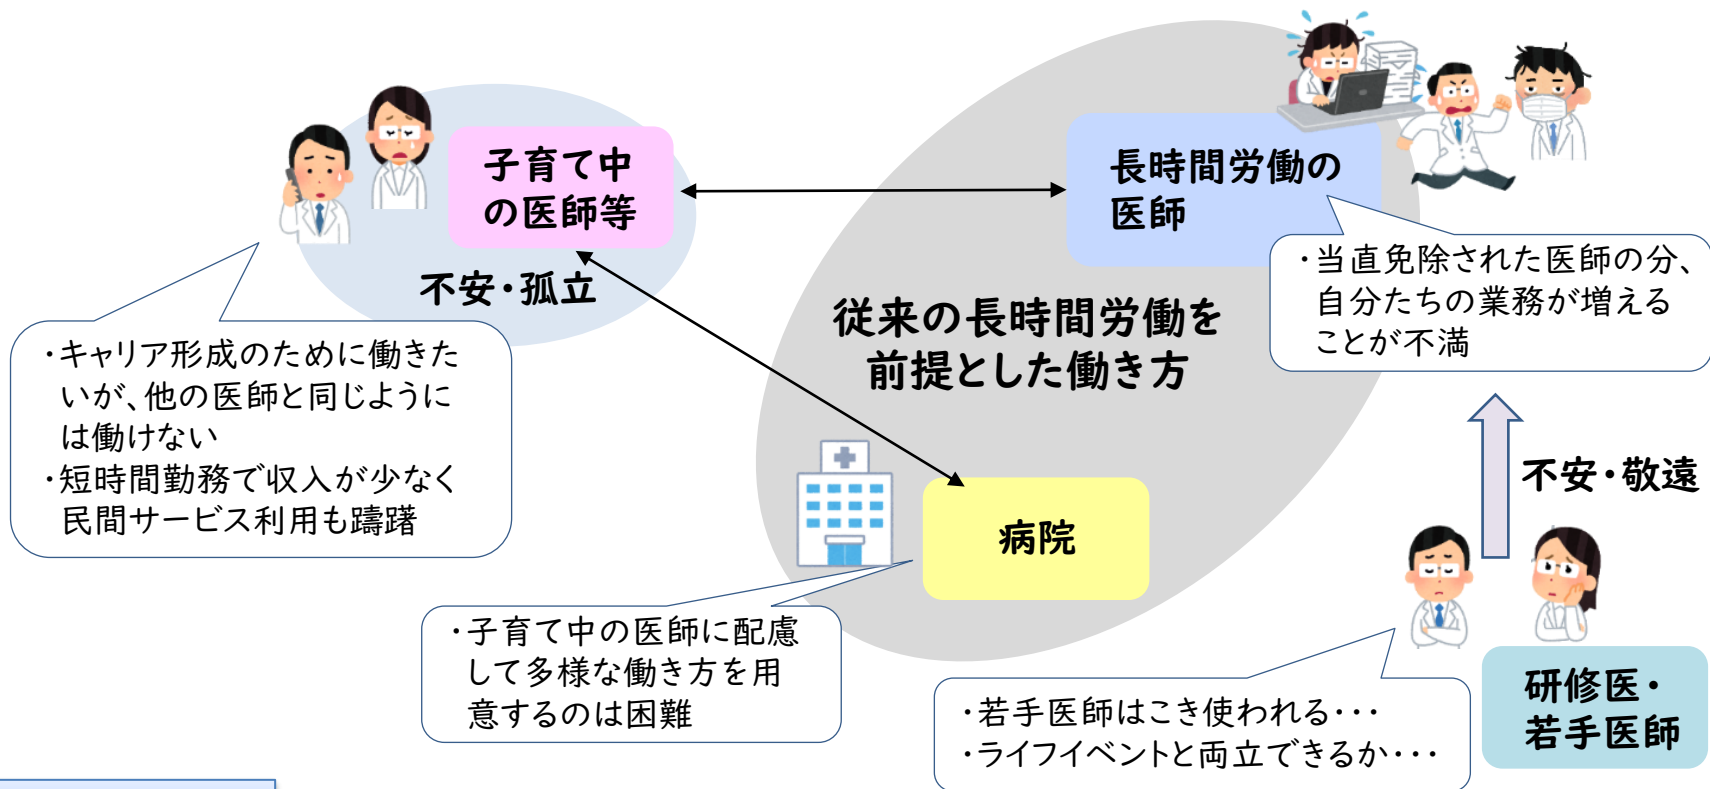 子育て中
の医師等
不安・孤立
・キャリア形成のために働きた
いが、他の医師と同じように
は働けない
・短時間勤務で収入が少なく
民間サービス利用も躊躇
長時間労働の
医師
・当直免除された医師の分、
自分たちの業務が増える
ことが不満
従来の長時間労働を
前提とした働き方
病院
・子育て中の医師に配慮
して多様な働き方を用
意するのは困難
不安・敬遠
研修医・
若手医師
・若手医師はこき使われる・・・
・ライフイベントと両立できるか・・・